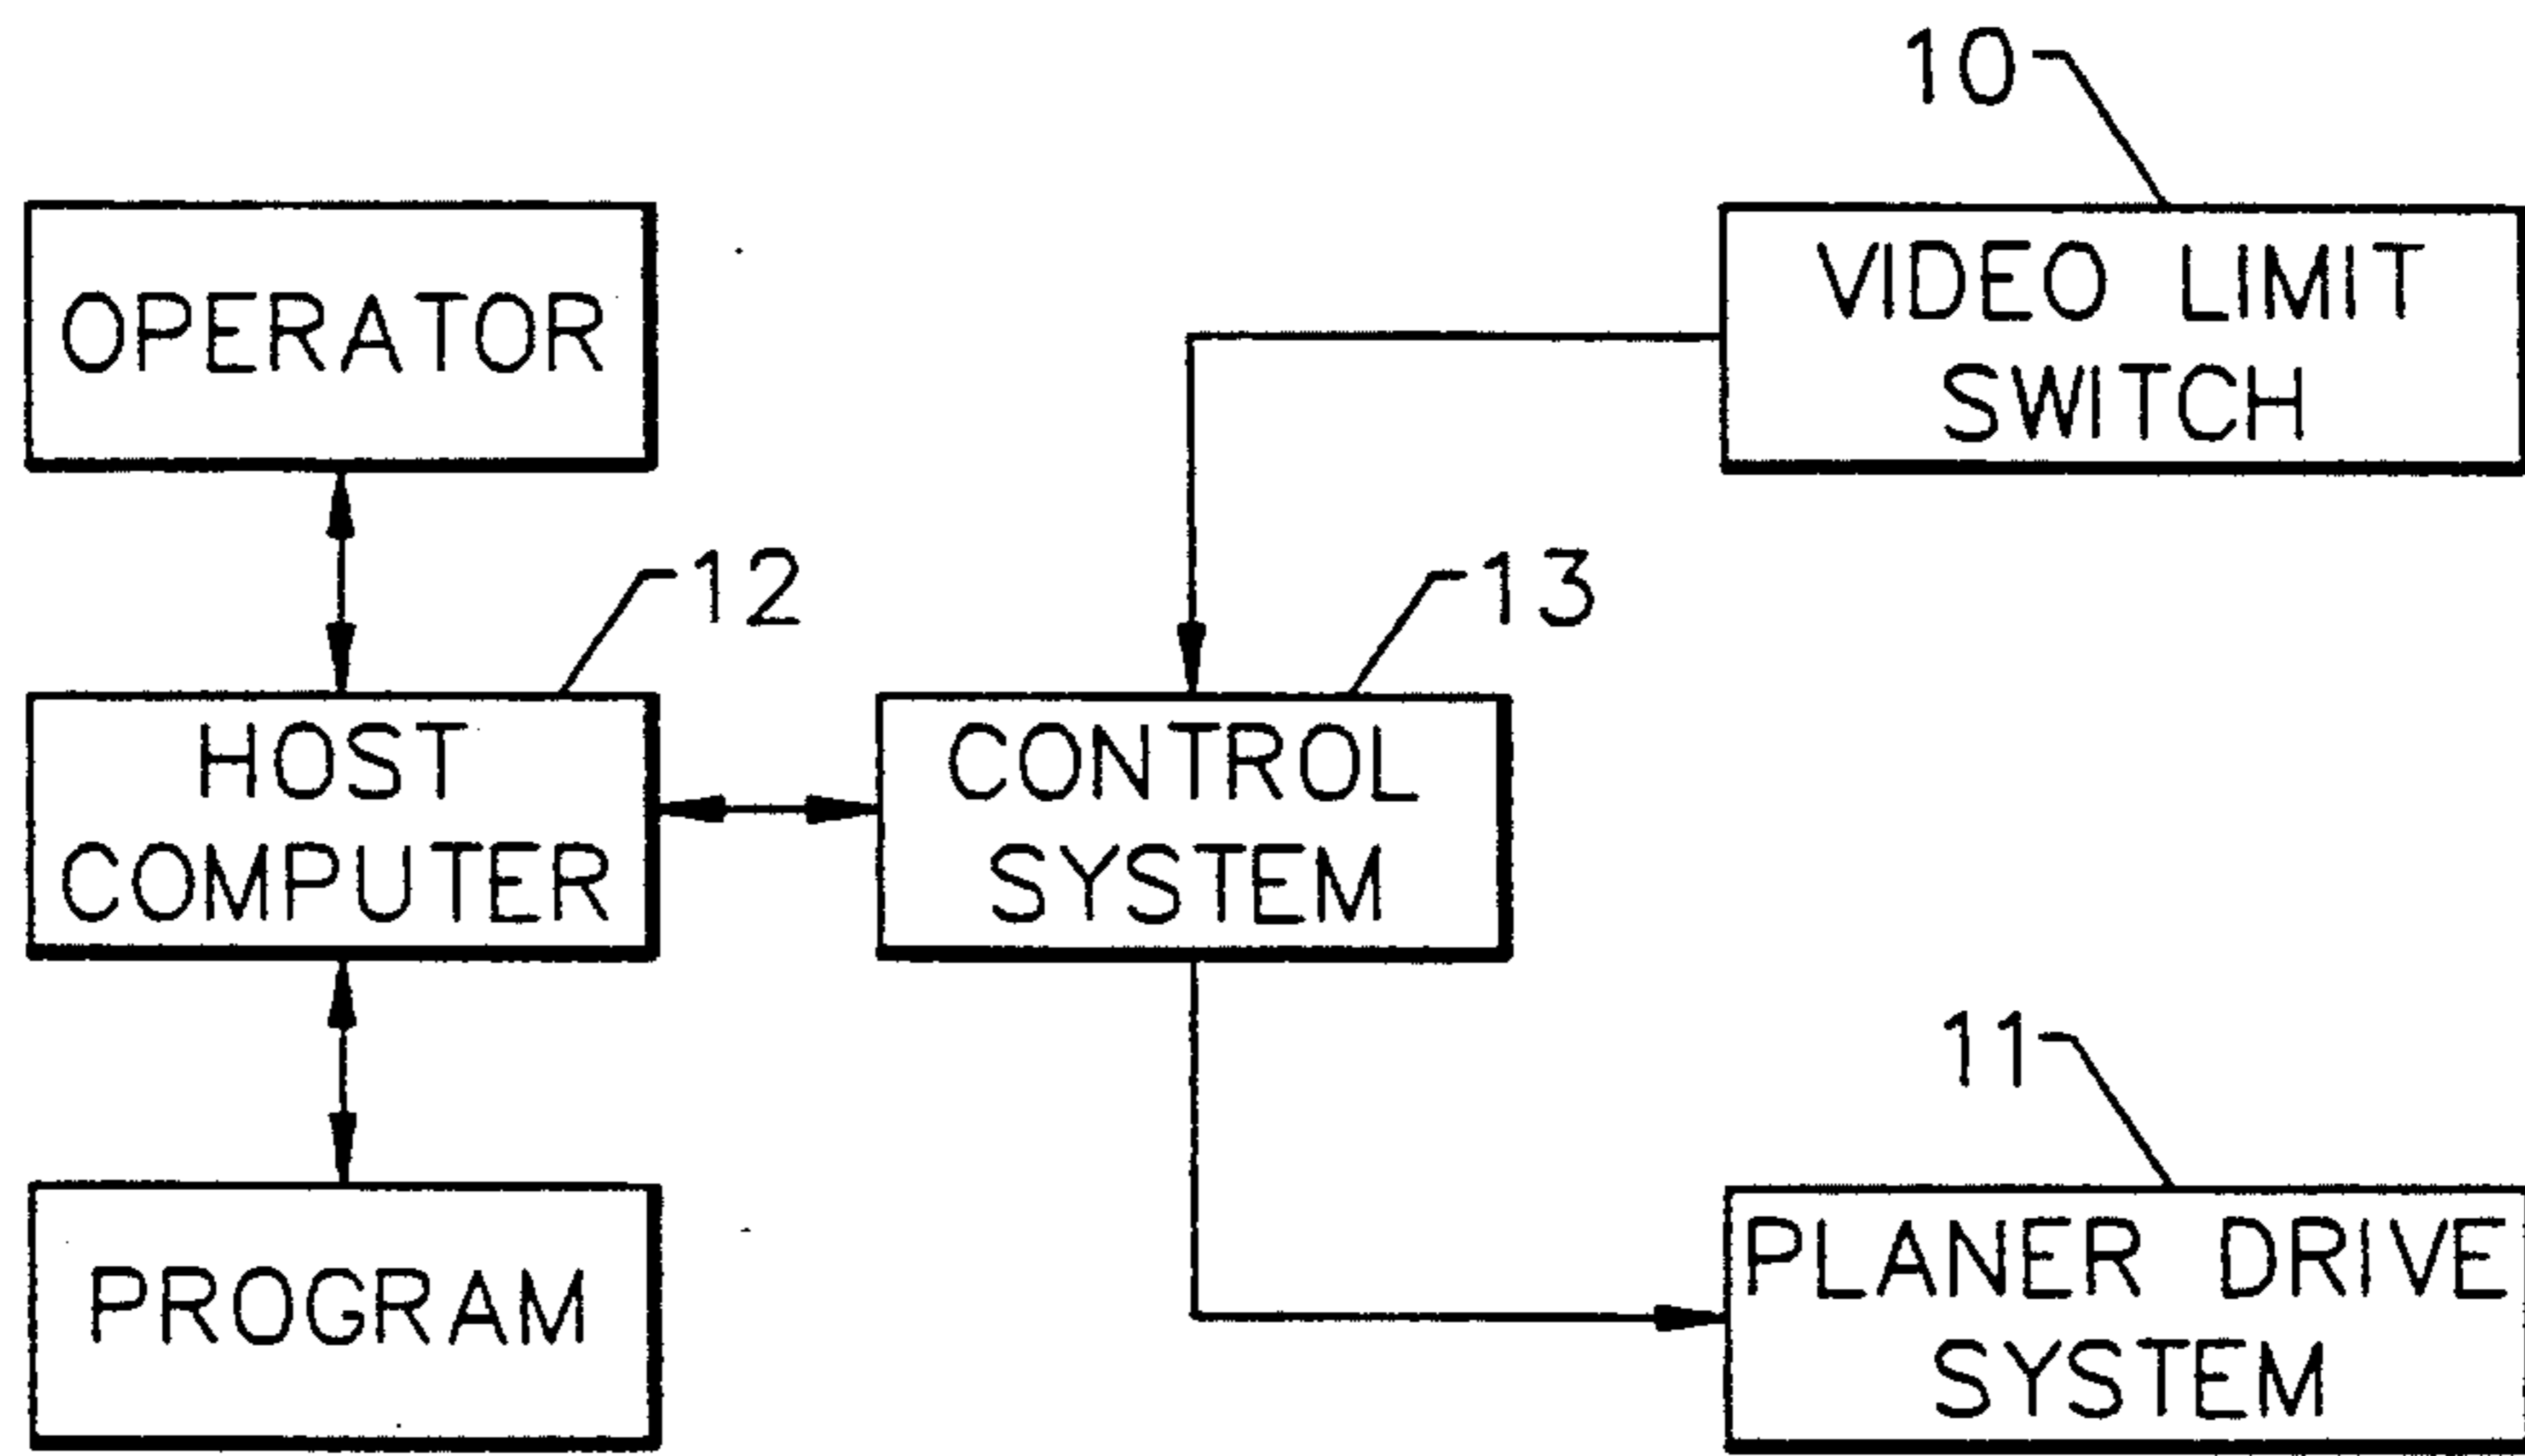 10
OPERATOR
VIDEO LIMIT
SWITCH
12
13
HOST
COMPUTER
CONTROL
SYSTEM
11
PROGRAM
PLANER DRIVE
SYSTEM